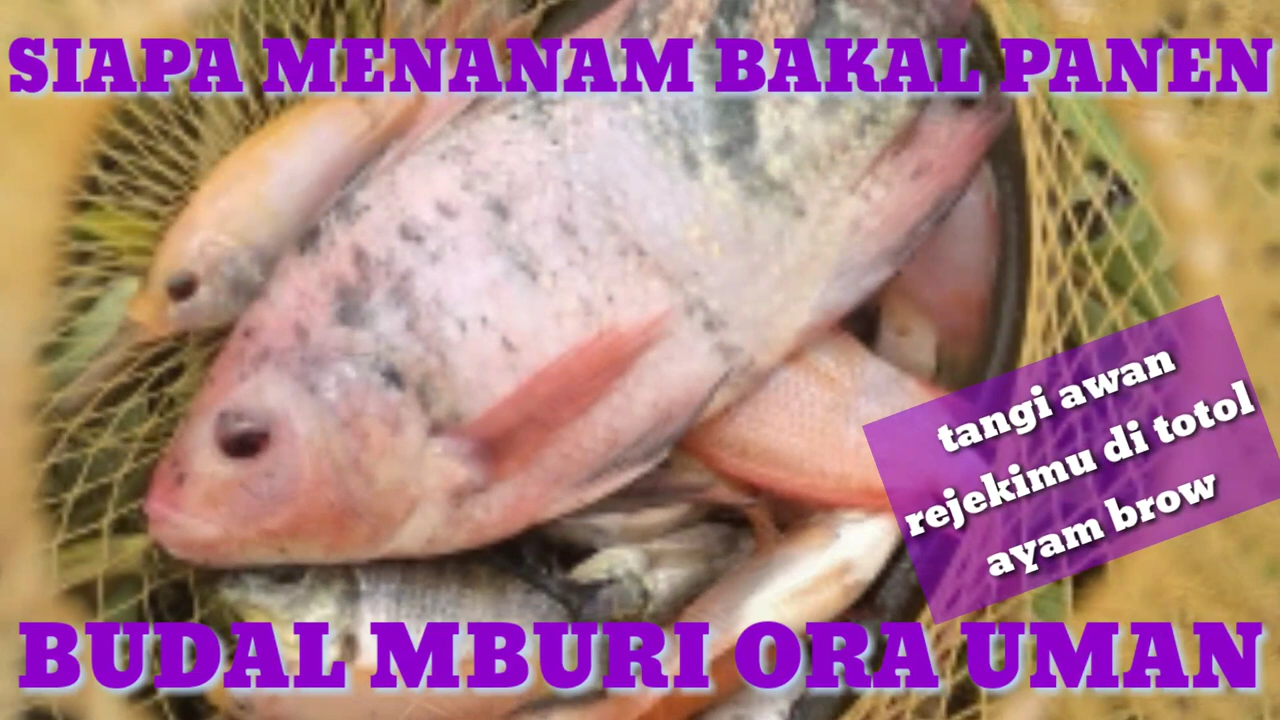 SIAPA MENANAM BAKAL PANEN
tangi awan
rejekimu di totol
ayam brow
BUDAL MBURI ORA UMAN